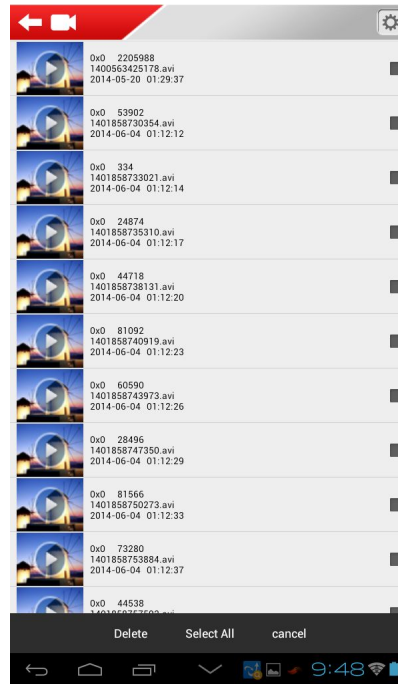 0x0 2205988
1400563425178.avi
2014-05-20 01:29:37
0x0 53902
1401858730354.avi
2014-06-04 01:12:12
0x0 334
1401858733021.avi
2014-06-04 01:12:14
0x0 24874
1401858735310.avi
2014-06-04 01:12:17
0x0 44718
1401858738131.avi
2014-06-04 01:12:20
0x0 81092
1401858740919.avi
2014-06-04 01:12:23
0x0 60590
1401858743973.avi
2014-06-04 01:12:26
0x0 28496
1401858747350.avi
2014-06-04 01:12:29
0x0 81566
1401858750273.avi
2014-06-04 01:12:33
0x0 73280
1401858753884.avi
2014-06-04 01:12:37
0x0 44538
Delete Select All cancel
9:48